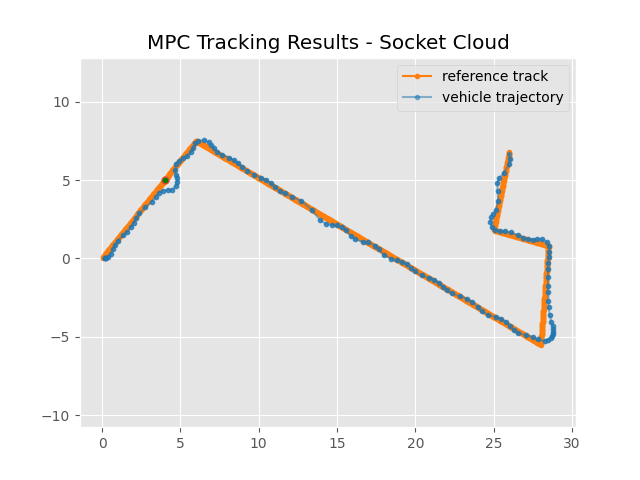 MPC Tracking Results - Socket Cloud
reference track
vehicle trajectory
10
5
0
−5
−10
0 5 10 15 20 25 30